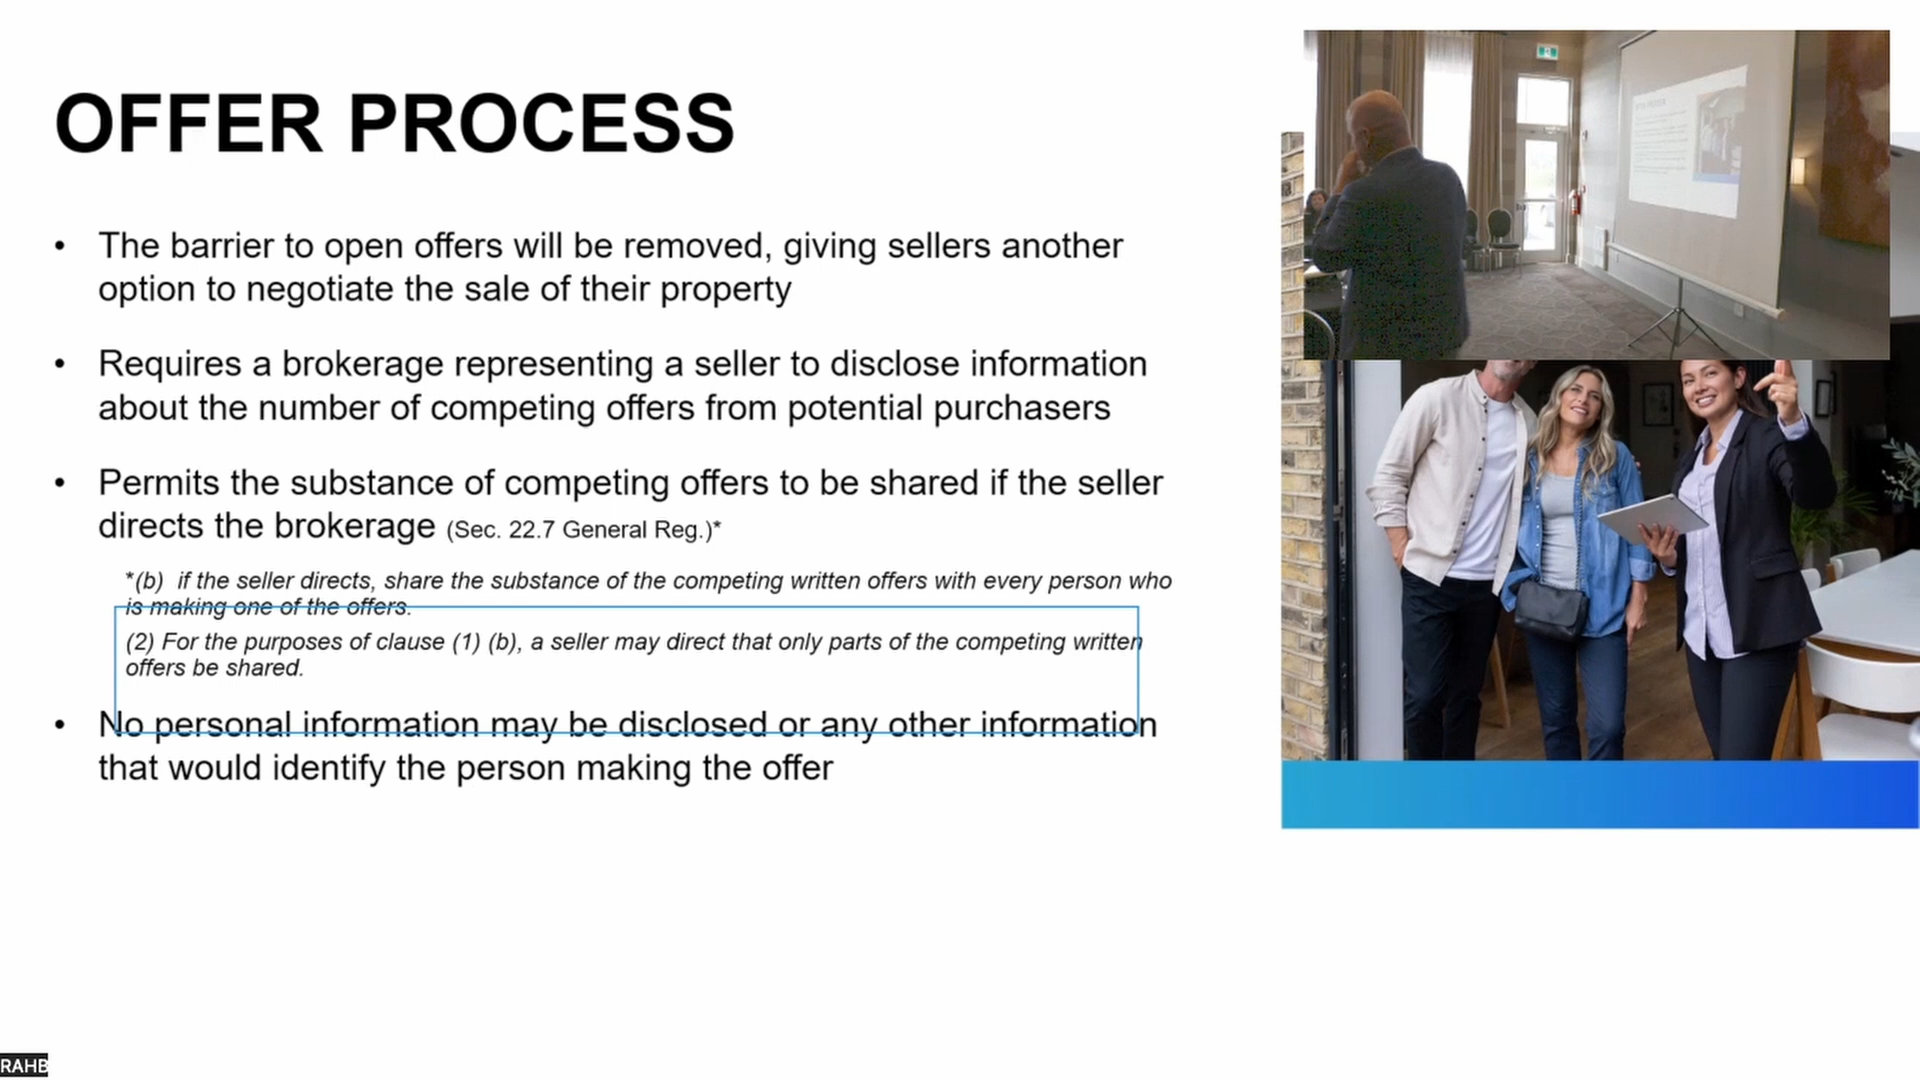 OFFER PROCESS
• The barrier to open offers will be removed, giving sellers another
option to negotiate the sale of their property
• Requires a brokerage representing a seller to disclose information
about the number of competing offers from potential purchasers
• Permits the substance of competing offers to be shared if the seller
directs the brokerage (Sec. 22.7 General Reg.)*
*(b)  if the seller directs, share the substance of the competing written offers with every person who
is making one of the offers.
(2) For the purposes of clause (1) (b), a seller may direct that only parts of the competing written
offers be shared.
• No personal information may be disclosed or any other information
that would identify the person making the offer
RAHB